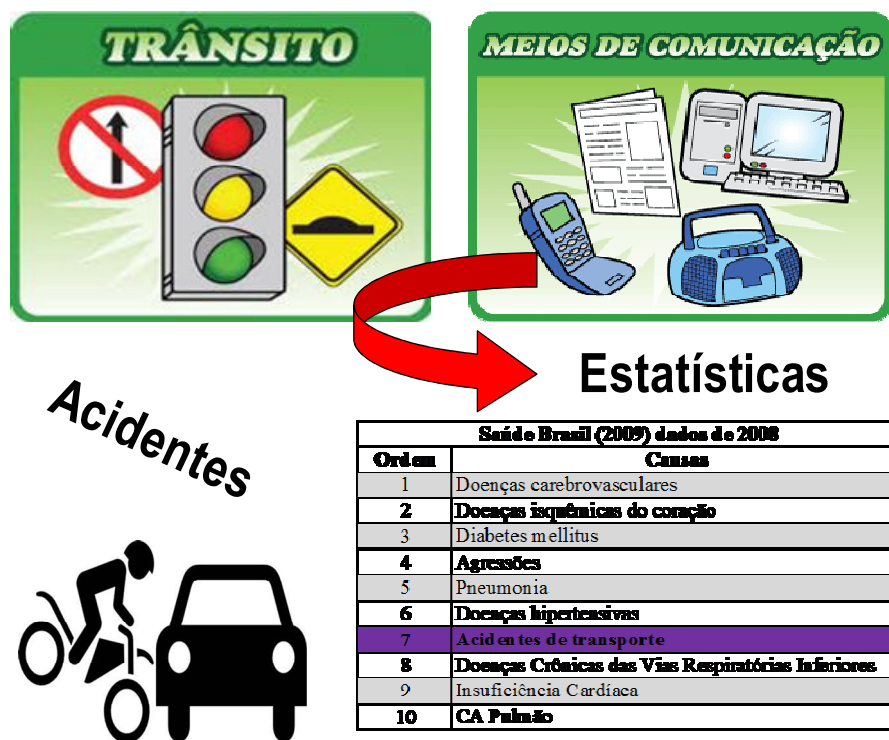 TRÂNSITO
MEIOS DE COMUNICAÇÃO
Estatísticas
Acidentes
Saúde Brasil (2009) dados de 2008
Ordem Causas
1 Doenças carebrovasculares
2 Doenças isquêmicas do coração
3 Diabetes mellitus
4 Agressões
5 Pneumonia
6 Doenças hipertensivas
7 Acidentes de transporte
8 Doenças Crônicas das Vias Respiratórias Inferiores
9 Insuficiência Cardíaca
10 CA Pulmão